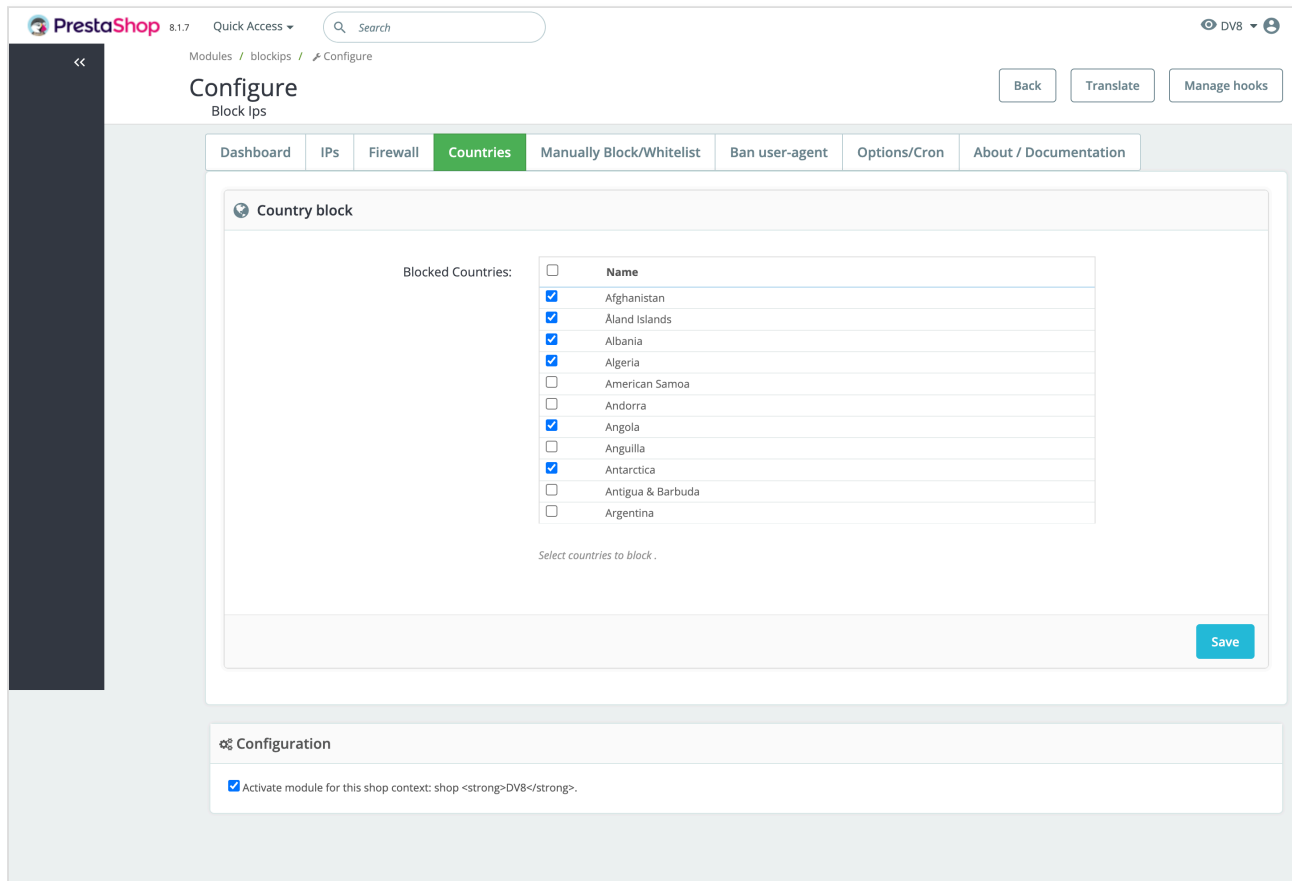 PrestaShop 8.1.7 Quick Access Search DV8
Modules / blockips / Configure
Configure
Block Ips
Back Translate Manage hooks
Dashboard IPs Firewall Countries Manually Block/Whitelist Ban user-agent Options/Cron About / Documentation
Country block
Blocked Countries:
Name
Afghanistan
Åland Islands
Albania
Algeria
American Samoa
Andorra
Angola
Anguilla
Antarctica
Antigua & Barbuda
Argentina
Select countries to block .
Save
Configuration
Activate module for this shop context: shop <strong>DV8</strong>.